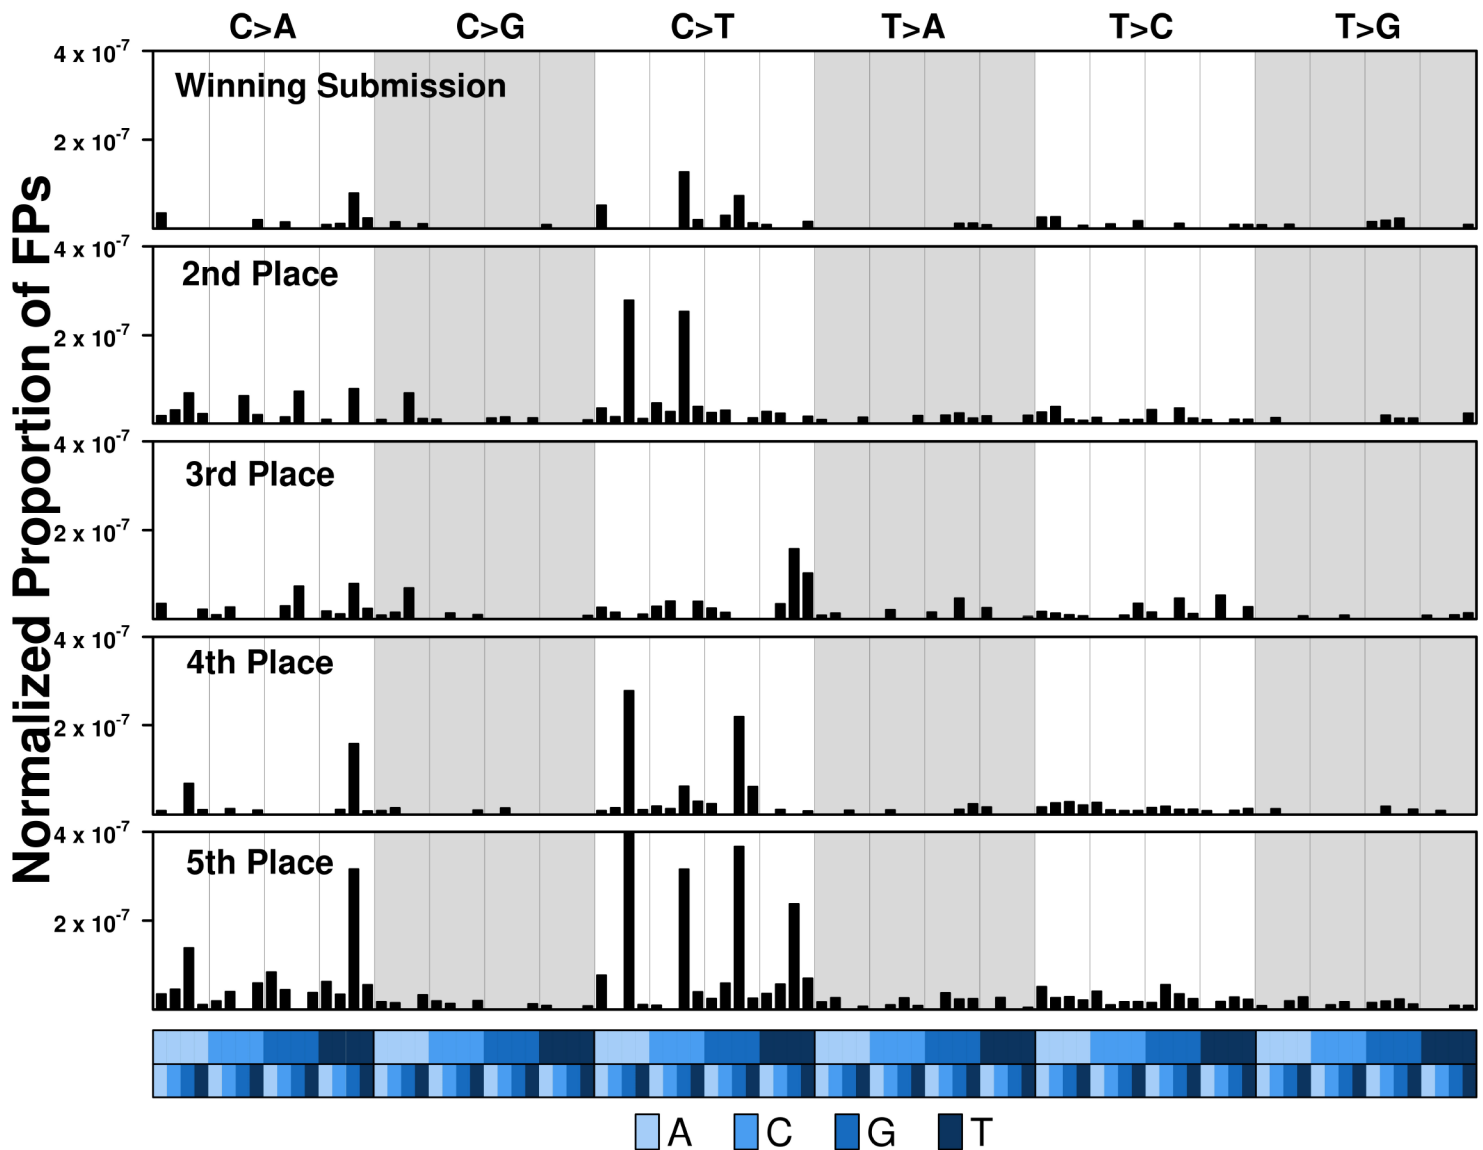 C>A C>G C>T T>A T>C T>G
Normalized Proportion of FPs
4 x 10-7
Winning Submission
2 x 10-7
4 x 10-7
2nd Place
2 x 10-7
4 x 10-7
3rd Place
2 x 10-7
4 x 10-7
4th Place
2 x 10-7
4 x 10-7
5th Place
2 x 10-7
A C G T